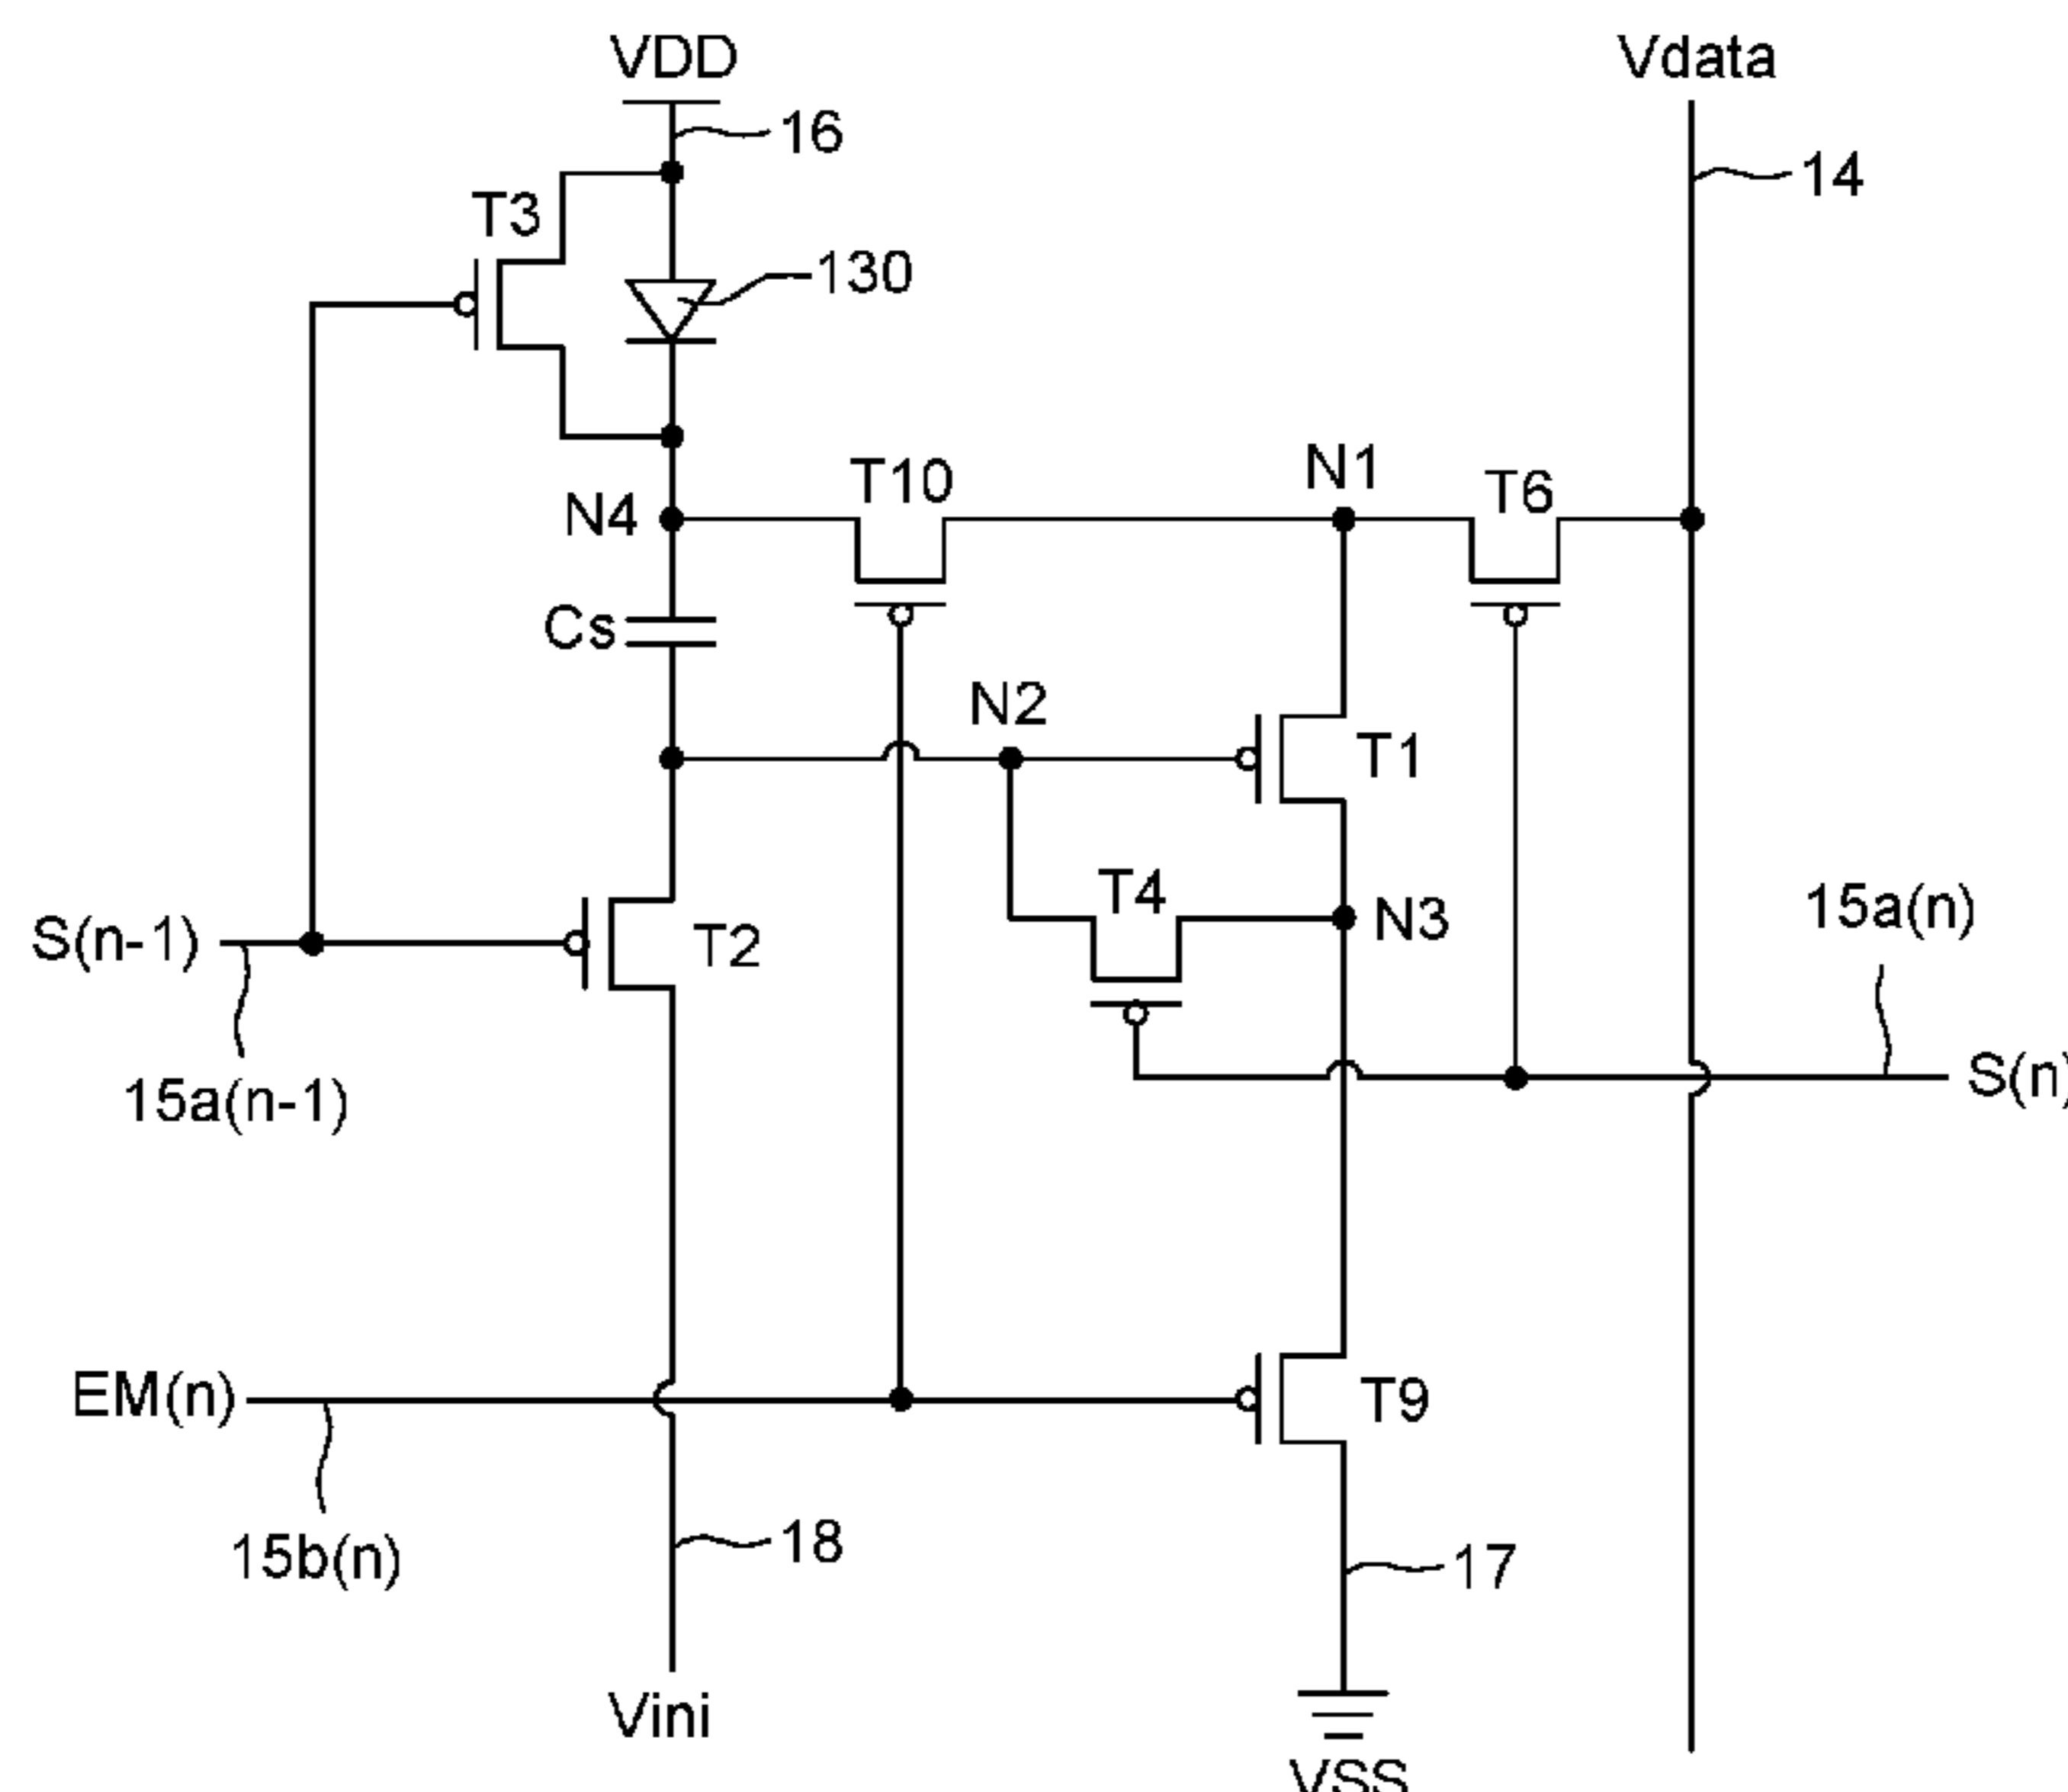 VDD
Vdata
16
14
T3
130
T10
N1
T6
N4
Cs
N2
T1
T4
15a(n)
S(n-1)
T2
N3
S(n)
15a(n-1)
EM(n)
T9
15b(n)
18
17
Vini
VSS